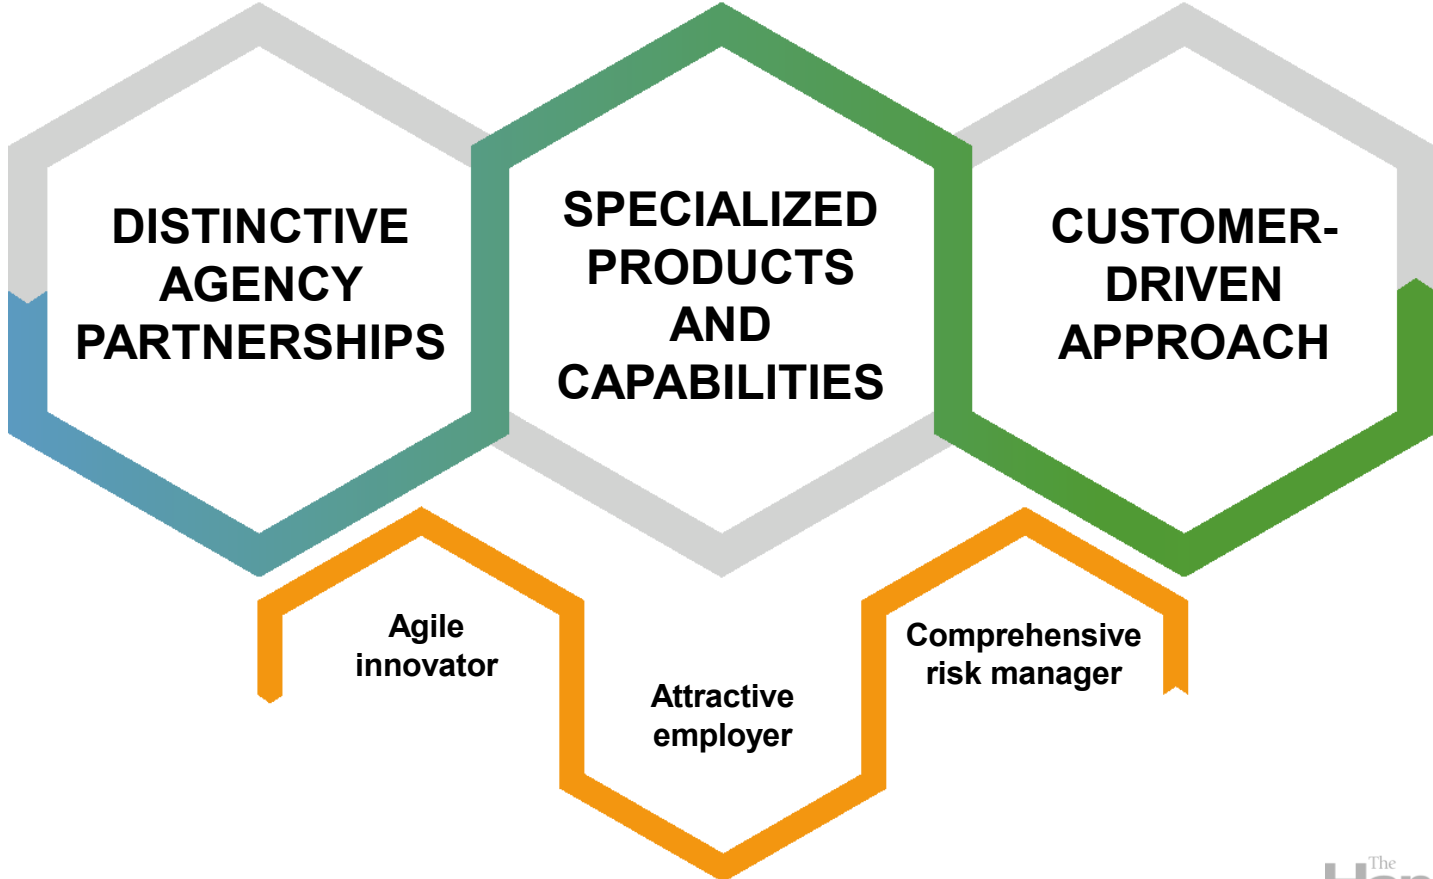 DISTINCTIVE
AGENCY
PARTNERSHIPS
SPECIALIZED
PRODUCTS
AND
CAPABILITIES
CUSTOMER-
DRIVEN
APPROACH
Agile
innovator
Attractive
employer
Comprehensive
risk manager
The